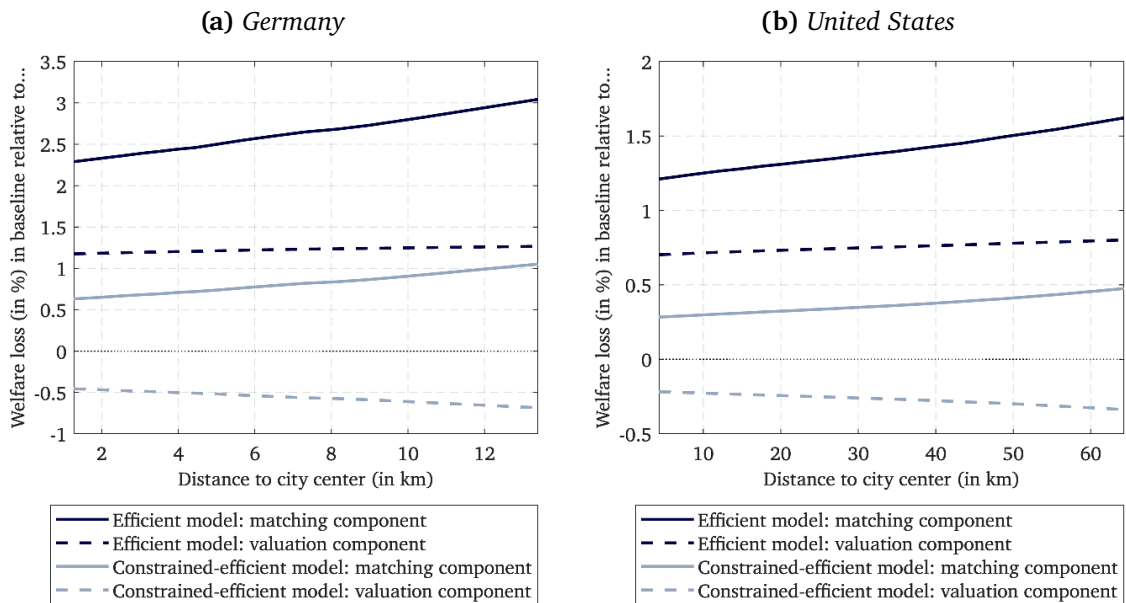 (a) Germany
Welfare loss (in %) in baseline relative to...
3.5
3
2.5
2
1.5
1
0.5
0
-0.5
-1
2 4 6 8 10 12
Distance to city center (in km)
Efficient model: matching component
Efficient model: valuation component
Constrained-efficient model: matching component
Constrained-efficient model: valuation component
(b) United States
Welfare loss (in %) in baseline relative to...
2
1.5
1
0.5
0
-0.5
10 20 30 40 50 60
Distance to city center (in km)
Efficient model: matching component
Efficient model: valuation component
Constrained-efficient model: matching component
Constrained-efficient model: valuation component